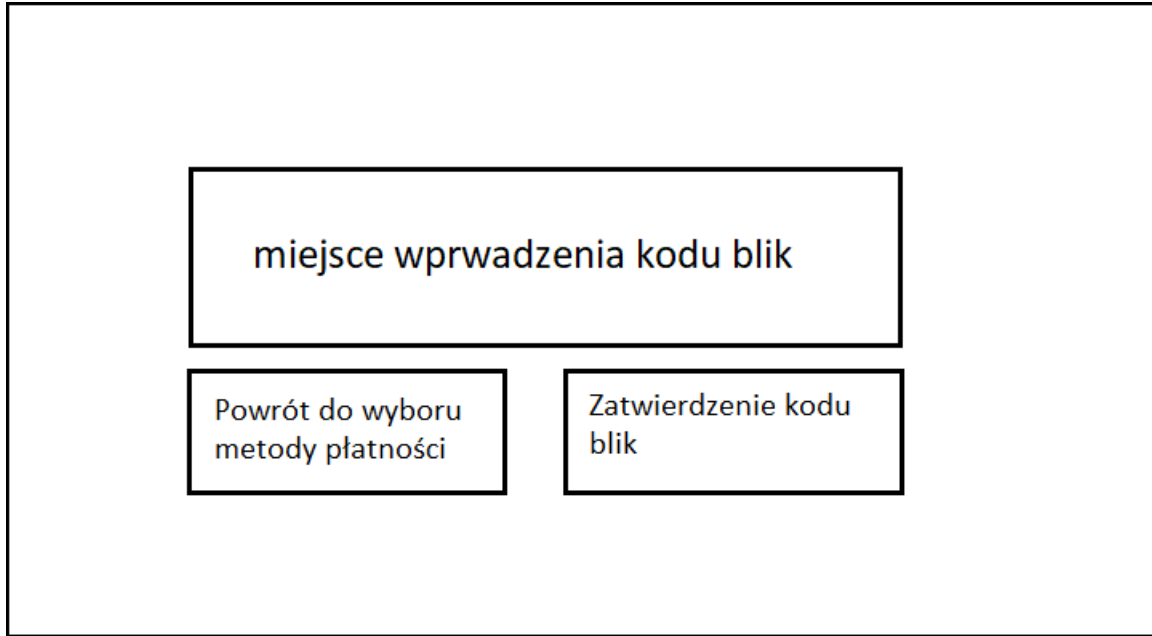 miejsce wprwadzenia kodu blik
Powrót do wyboru
metody płatności
Zatwierdzenie kodu
blik